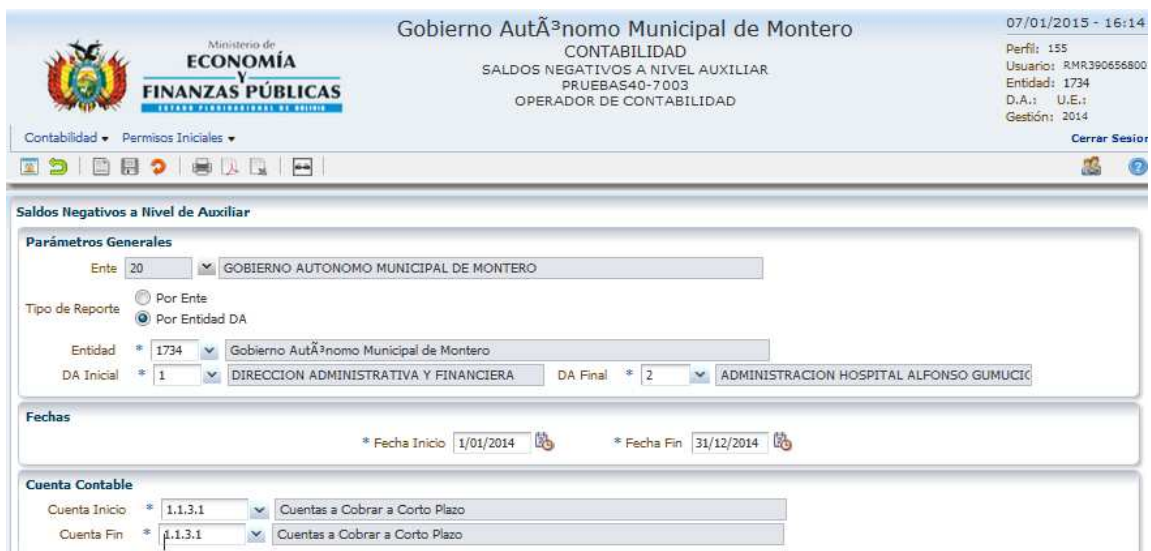 Ministerio de
ECONOMÍA
Y
FINANZAS PÚBLICAS
ESTADO PLURINACIONAL DE BOLIVIA
Gobierno AutÃ³nomo Municipal de Montero
CONTABILIDAD
SALDOS NEGATIVOS A NIVEL AUXILIAR
PRUEBAS40-7003
OPERADOR DE CONTABILIDAD
07/01/2015 - 16:14
Perfil: 155
Usuario: RMR390656800
Entidad: 1734
D.A.: U.E.:
Gestión: 2014
Contabilidad Permisos Iniciales
Cerrar Sesion
Saldos Negativos a Nivel de Auxiliar
Parámetros Generales
Ente 20 GOBIERNO AUTONOMO MUNICIPAL DE MONTERO
Tipo de Reporte
Por Ente
Por Entidad DA
Entidad * 1734 Gobierno AutÃ³nomo Municipal de Montero
DA Inicial * 1 DIRECCION ADMINISTRATIVA Y FINANCIERA DA Final * 2 ADMINISTRACION HOSPITAL ALFONSO GUMUCIO
Fechas
* Fecha Inicio 1/01/2014 * Fecha Fin 31/12/2014
Cuenta Contable
Cuenta Inicio * 1.1.3.1 Cuentas a Cobrar a Corto Plazo
Cuenta Fin * 1.1.3.1 Cuentas a Cobrar a Corto Plazo